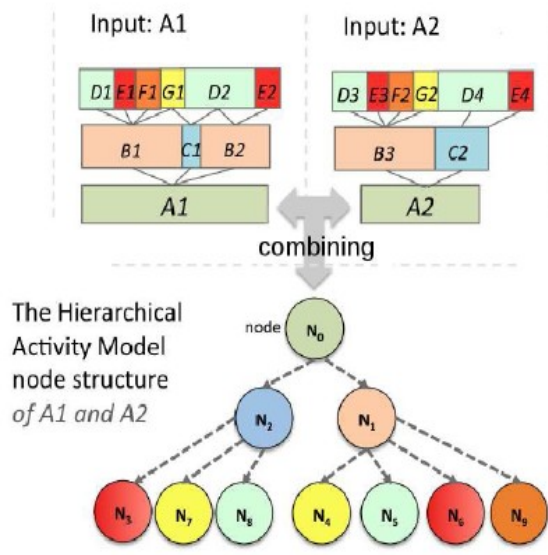 Input: A1
Input: A2
D1 E1 F1 G1 D2 E2
D3 E3 F2 G2 D4 E4
B1 C1 B2
B3 C2
A1
A2
combining
The Hierarchical
Activity Model
node structure
of A1 and A2
node
N0
N2
N1
N3 N7 N8 N4 N5 N6 N9